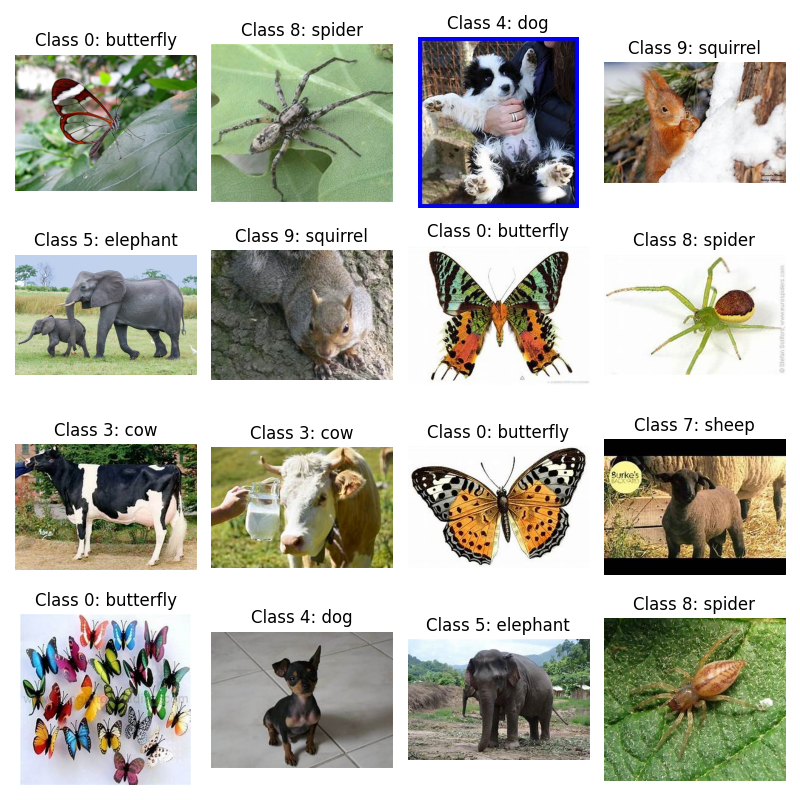 Class 0: butterfly
Class 8: spider
Class 4: dog
Class 9: squirrel
Class 5: elephant
Class 9: squirrel
Class 0: butterfly
Class 8: spider
Class 3: cow
Class 3: cow
Class 0: butterfly
Class 7: sheep
Burke's
BACKYARD
Class 0: butterfly
Class 4: dog
Class 5: elephant
Class 8: spider